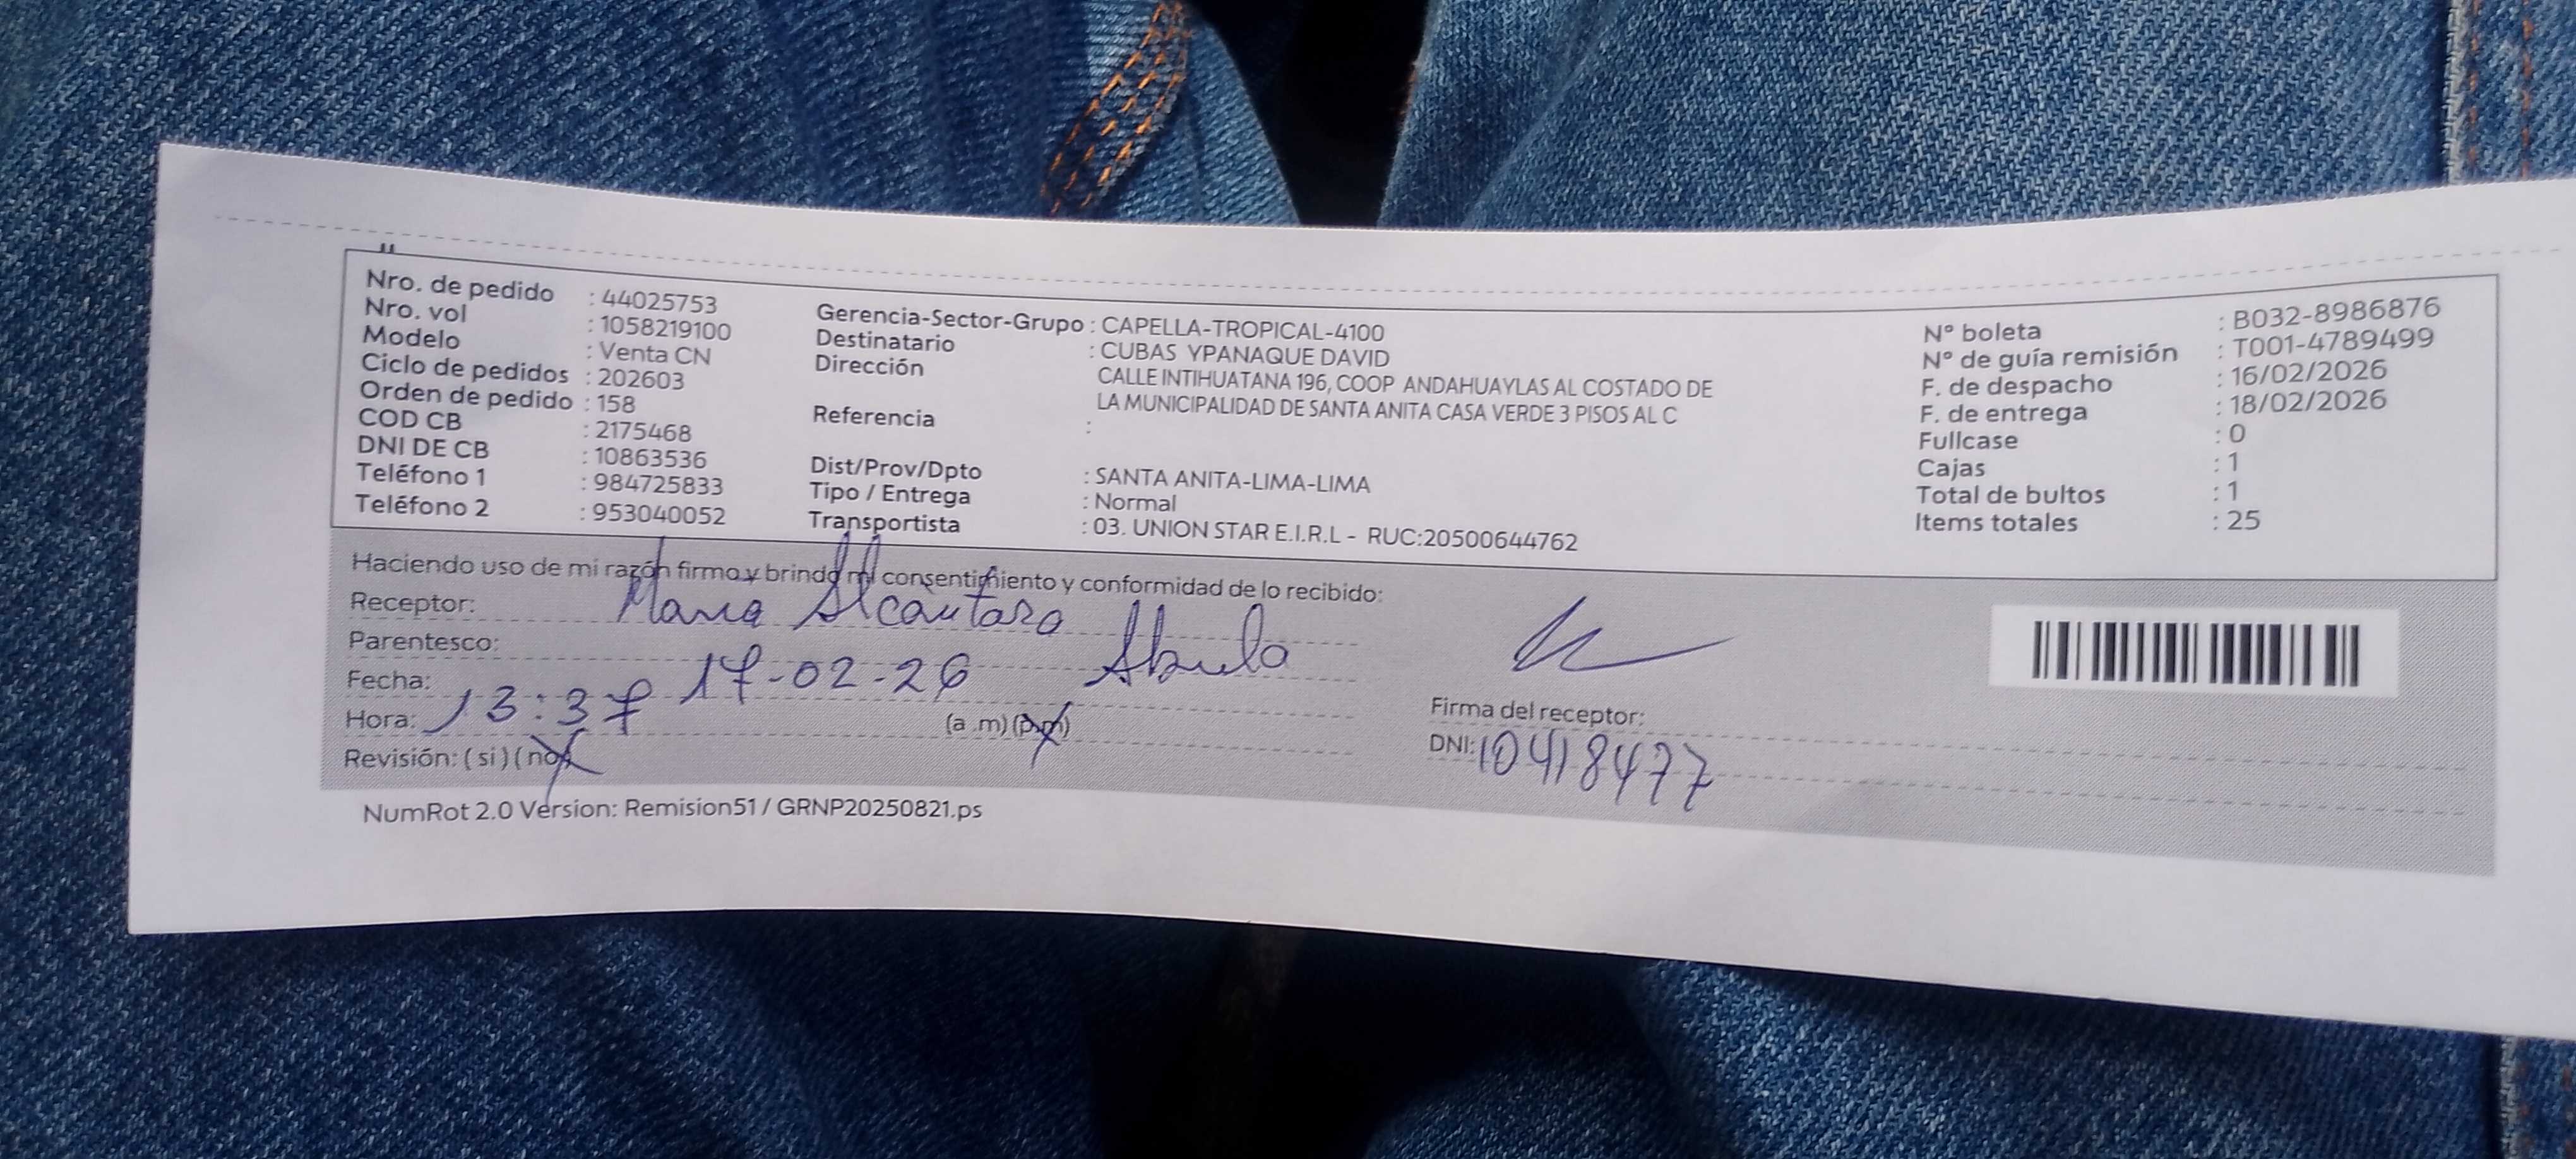 Nro. de pedido : 44025753
Nro. vol : 1058219100
Modelo : Venta CN
Ciclo de pedidos : 202603
Orden de pedido : 158
COD CB : 2175468
DNI DE CB : 10863536
Teléfono 1 : 984725833
Teléfono 2 : 953040052
Gerencia-Sector-Grupo : CAPELLA-TROPICAL-4100
Destinatario : CUBAS YPANAQUE DAVID
Dirección CALLE INTIHUATANA 196, COOP ANDAHUAYLAS AL COSTADO DE
LA MUNICIPALIDAD DE SANTA ANITA CASA VERDE 3 PISOS AL C
Referencia :
Dist/Prov/Dpto : SANTA ANITA-LIMA-LIMA
Tipo / Entrega : Normal
Transportista : 03. UNION STAR E.I.R.L - RUC:20500644762
N° boleta : B032-8986876
N° de guía remisión : T001-4789499
F. de despacho : 16/02/2026
F. de entrega : 18/02/2026
Fullcase : 0
Cajas : 1
Total de bultos : 1
Items totales : 25
Haciendo uso de mi razón firmo y brindo mi consentimiento y conformidad de lo recibido:
Receptor: Maria Alcantara
Parentesco: Abuela
Fecha: 17-02-26
Hora: 13:37 (a .m) (p.m)
Revisión: (si) (no)
Firma del receptor:
DNI: 10418477
NumRot 2.0 Version: Remision51 / GRNP20250821.ps